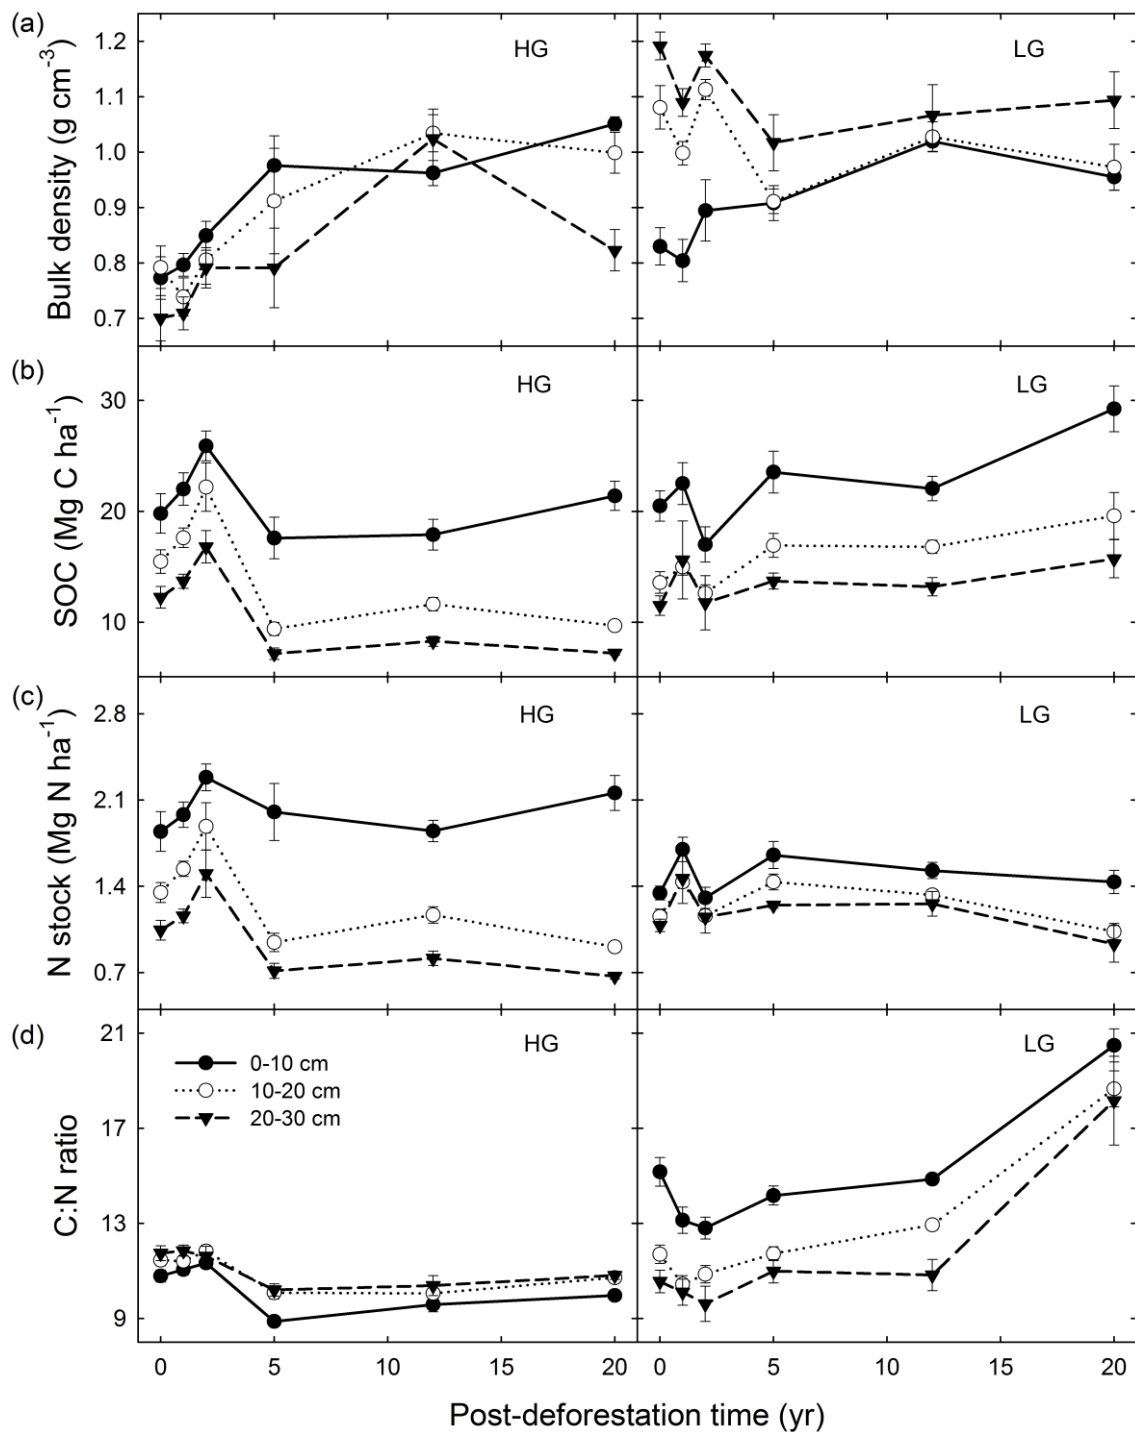 (a)
HG
LG
Bulk density (g cm⁻³)
1.2
1.1
1.0
0.9
0.8
0.7
(b)
HG
LG
SOC (Mg C ha⁻¹)
30
20
10
(c)
HG
LG
N stock (Mg N ha⁻¹)
2.8
2.1
1.4
0.7
(d)
HG
LG
C:N ratio
21
17
13
9
0-10 cm
10-20 cm
20-30 cm
0 5 10 15 20 0 5 10 15 20
Post-deforestation time (yr)